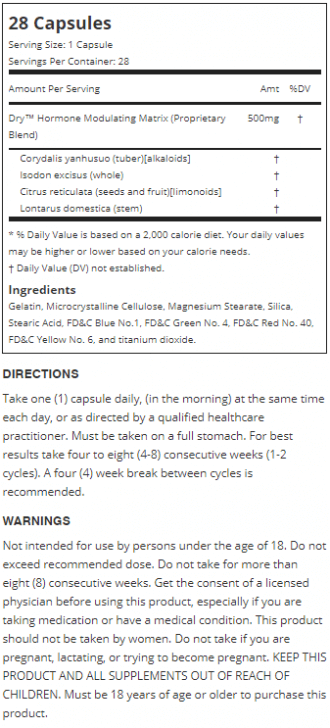 28 Capsules
Serving Size: 1 Capsule
Servings Per Container: 28
Amount Per Serving Amt %DV
Dry™ Hormone Modulating Matrix (Proprietary 500mg †
Blend)
Corydalis yanhusuo (tuber)[alkaloids] †
Isodon excisus (whole) †
Citrus reticulata (seeds and fruit)[limonoids] †
Lontarus domestica (stem) †
* % Daily Value is based on a 2,000 calorie diet. Your daily values
may be higher or lower based on your calorie needs.
† Daily Value (DV) not established.
Ingredients
Gelatin, Microcrystalline Cellulose, Magnesium Stearate, Silica,
Stearic Acid, FD&C Blue No.1, FD&C Green No. 4, FD&C Red No. 40,
FD&C Yellow No. 6, and titanium dioxide.
DIRECTIONS
Take one (1) capsule daily, (in the morning) at the same time
each day, or as directed by a qualified healthcare
practitioner. Must be taken on a full stomach. For best
results take four to eight (4-8) consecutive weeks (1-2
cycles). A four (4) week break between cycles is
recommended.
WARNINGS
Not intended for use by persons under the age of 18. Do not
exceed recommended dose. Do not take for more than
eight (8) consecutive weeks. Get the consent of a licensed
physician before using this product, especially if you are
taking medication or have a medical condition. This product
should not be taken by women. Do not take if you are
pregnant, lactating, or trying to become pregnant. KEEP THIS
PRODUCT AND ALL SUPPLEMENTS OUT OF REACH OF
CHILDREN. Must be 18 years of age or older to purchase this
product.